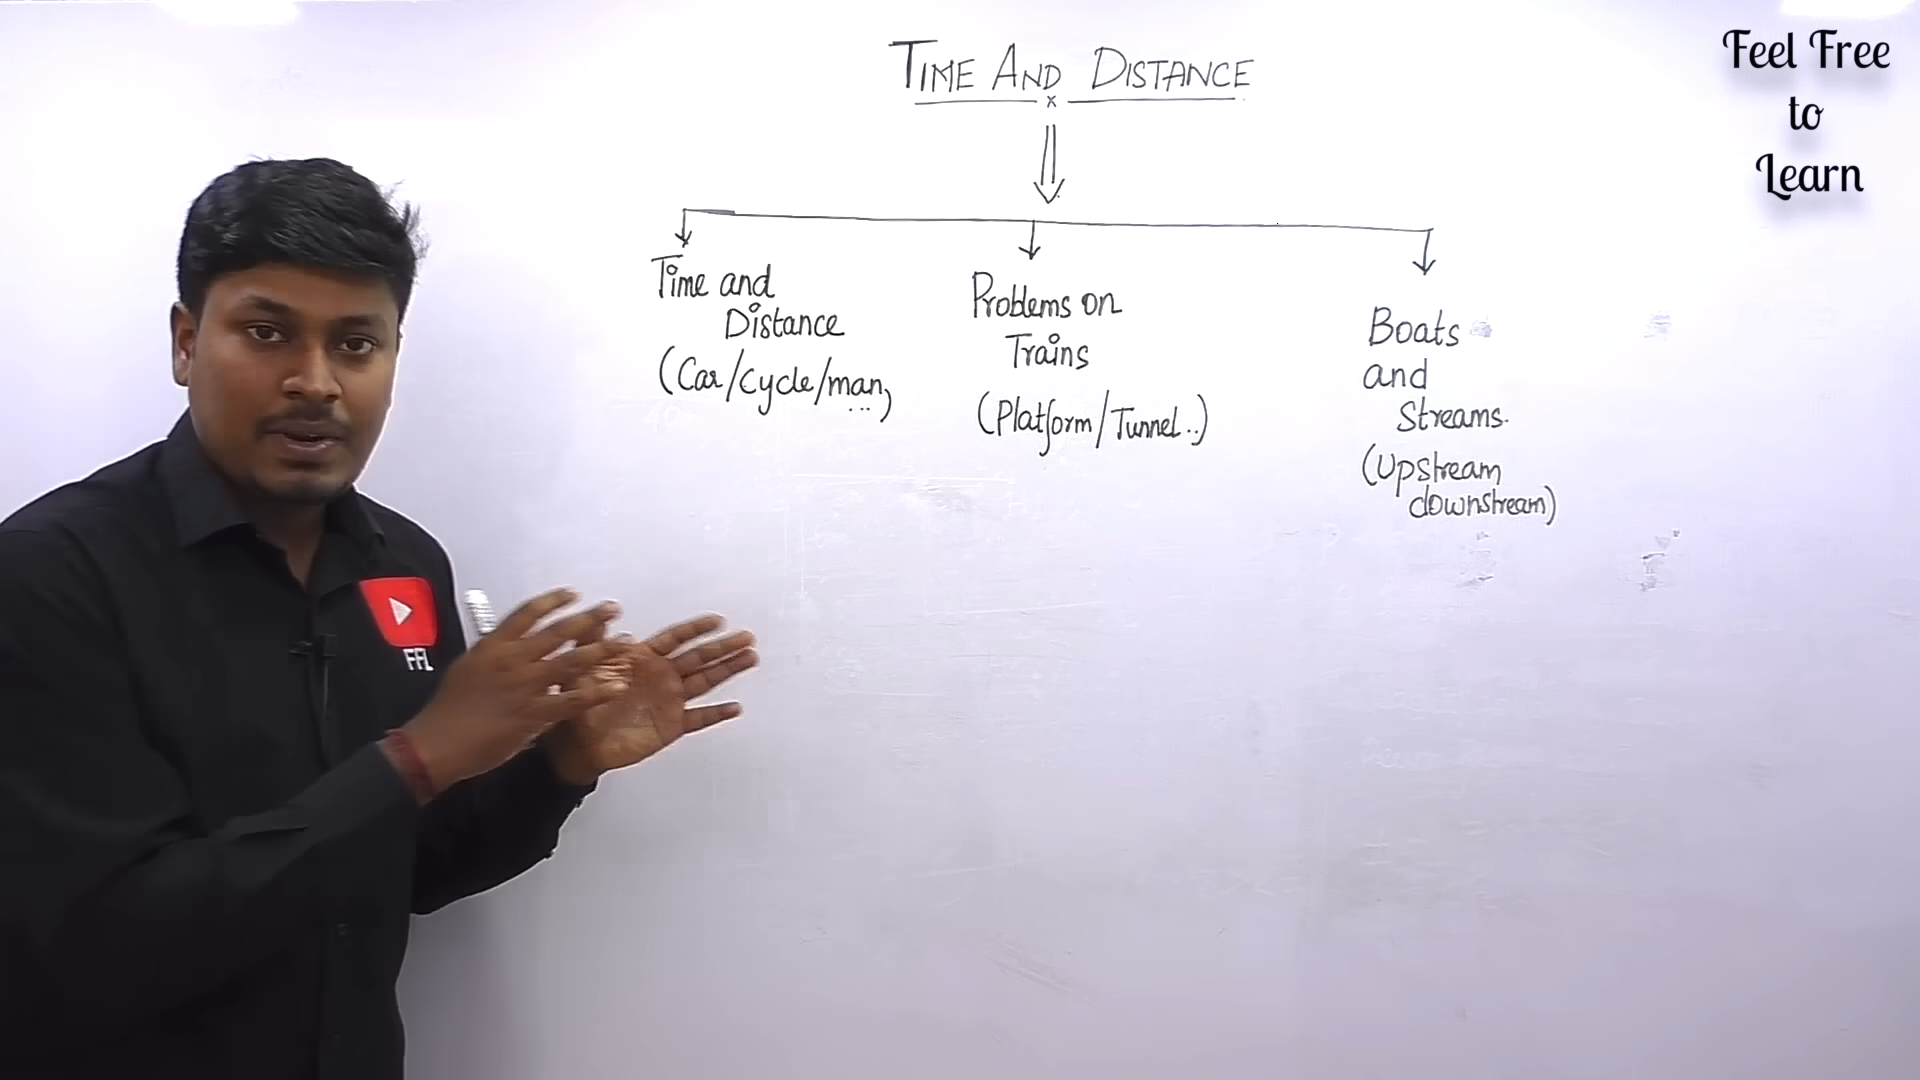 TIME AND DISTANCE
Time and
Distance
(Car/cycle/man, ...)
Problems on
Trains
(Platform/Tunnel..)
Boats
and
Streams.
(Upstream
downstream)
Feel Free
to
Learn
FFL